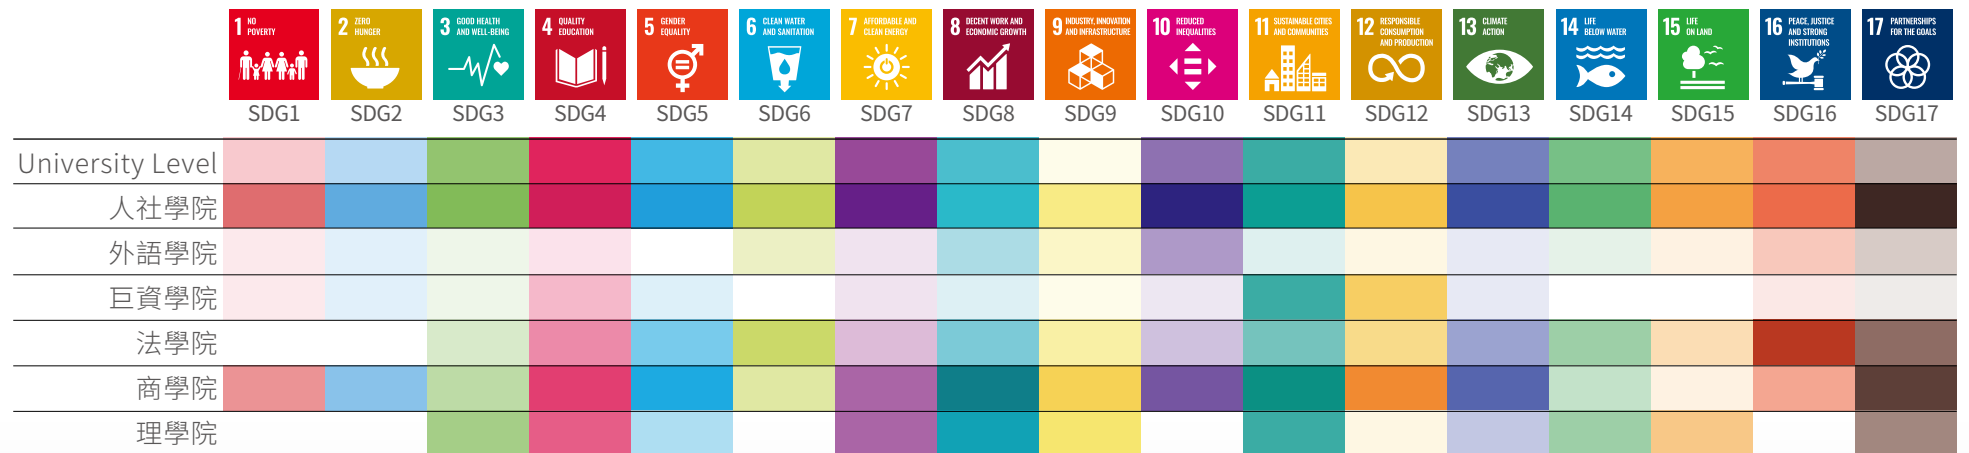 1 NO POVERTY
2 ZERO HUNGER
3 GOOD HEALTH AND WELL-BEING
4 QUALITY EDUCATION
5 GENDER EQUALITY
6 CLEAN WATER AND SANITATION
7 AFFORDABLE AND CLEAN ENERGY
8 DECENT WORK AND ECONOMIC GROWTH
9 INDUSTRY, INNOVATION AND INFRASTRUCTURE
10 REDUCED INEQUALITIES
11 SUSTAINABLE CITIES AND COMMUNITIES
12 RESPONSIBLE CONSUMPTION AND PRODUCTION
13 CLIMATE ACTION
14 LIFE BELOW WATER
15 LIFE ON LAND
16 PEACE, JUSTICE AND STRONG INSTITUTIONS
17 PARTNERSHIPS FOR THE GOALS
SDG1 SDG2 SDG3 SDG4 SDG5 SDG6 SDG7 SDG8 SDG9 SDG10 SDG11 SDG12 SDG13 SDG14 SDG15 SDG16 SDG17
University Level
人社學院
外語學院
巨資學院
法學院
商學院
理學院